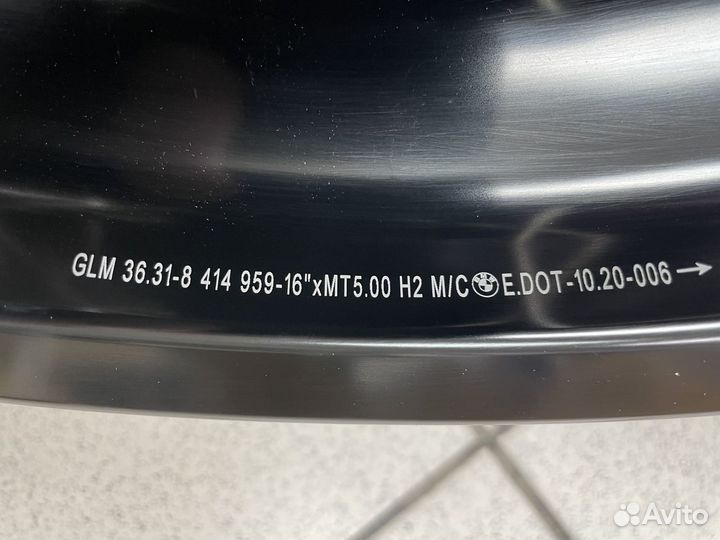 GLM 36.31-8 414 959-16"xMT5.00 H2 M/C E.DOT-10.20-006→
Avito